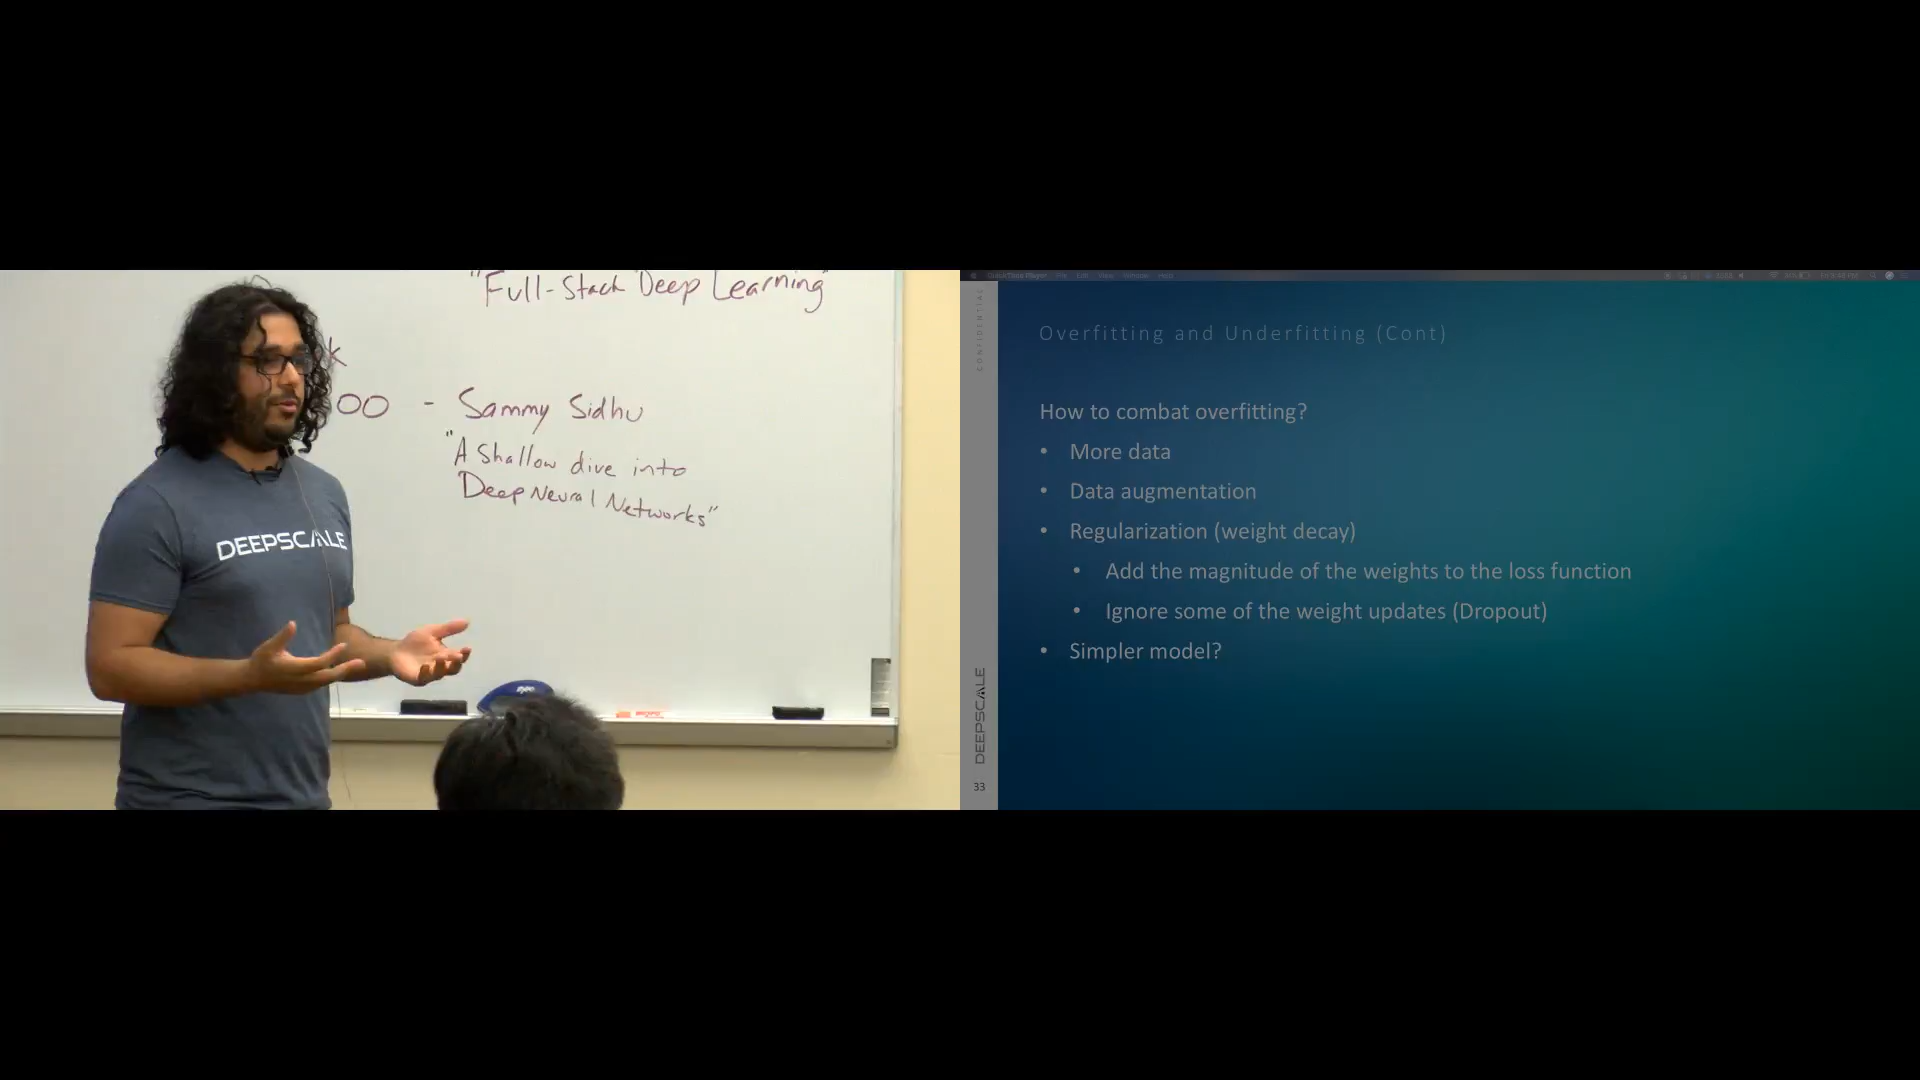 "Full-Stack Deep Learning"
k
00 - Sammy Sidhu
"A Shallow dive into
Deep Neural Networks"
DEEPSCALE
CONFIDENTIAL
Overfitting and Underfitting (Cont)
How to combat overfitting?
• More data
• Data augmentation
• Regularization (weight decay)
• Add the magnitude of the weights to the loss function
• Ignore some of the weight updates (Dropout)
• Simpler model?
DEEPSCALE
33